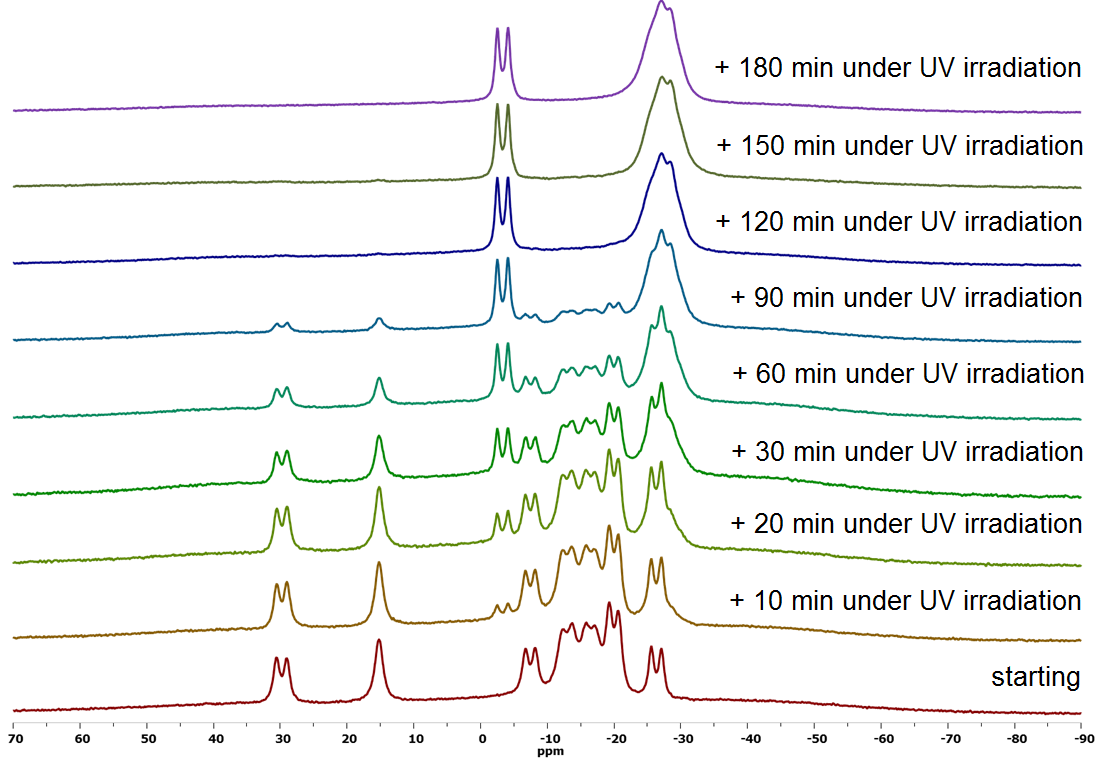 + 180 min under UV irradiation
+ 150 min under UV irradiation
+ 120 min under UV irradiation
+ 90 min under UV irradiation
+ 60 min under UV irradiation
+ 30 min under UV irradiation
+ 20 min under UV irradiation
+ 10 min under UV irradiation
starting
70 60 50 40 30 20 10 0 -10 -20 -30 -40 -50 -60 -70 -80 -90
ppm